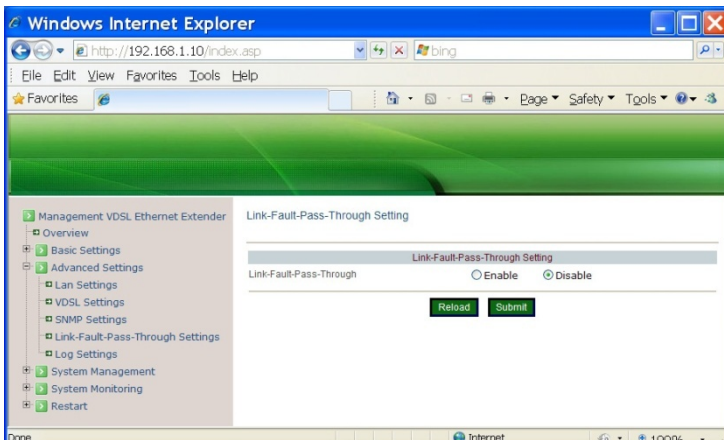 Windows Internet Explorer
http://192.168.1.10/index.asp
bing
File Edit View Favorites Tools Help
Favorites
Page Safety Tools
Management VDSL Ethernet Extender
Overview
Basic Settings
Advanced Settings
Lan Settings
VDSL Settings
SNMP Settings
Link-Fault-Pass-Through Settings
Log Settings
System Management
System Monitoring
Restart
Link-Fault-Pass-Through Setting
Link-Fault-Pass-Through Setting
Link-Fault-Pass-Through Enable Disable
Reload Submit
Done Internet 100%